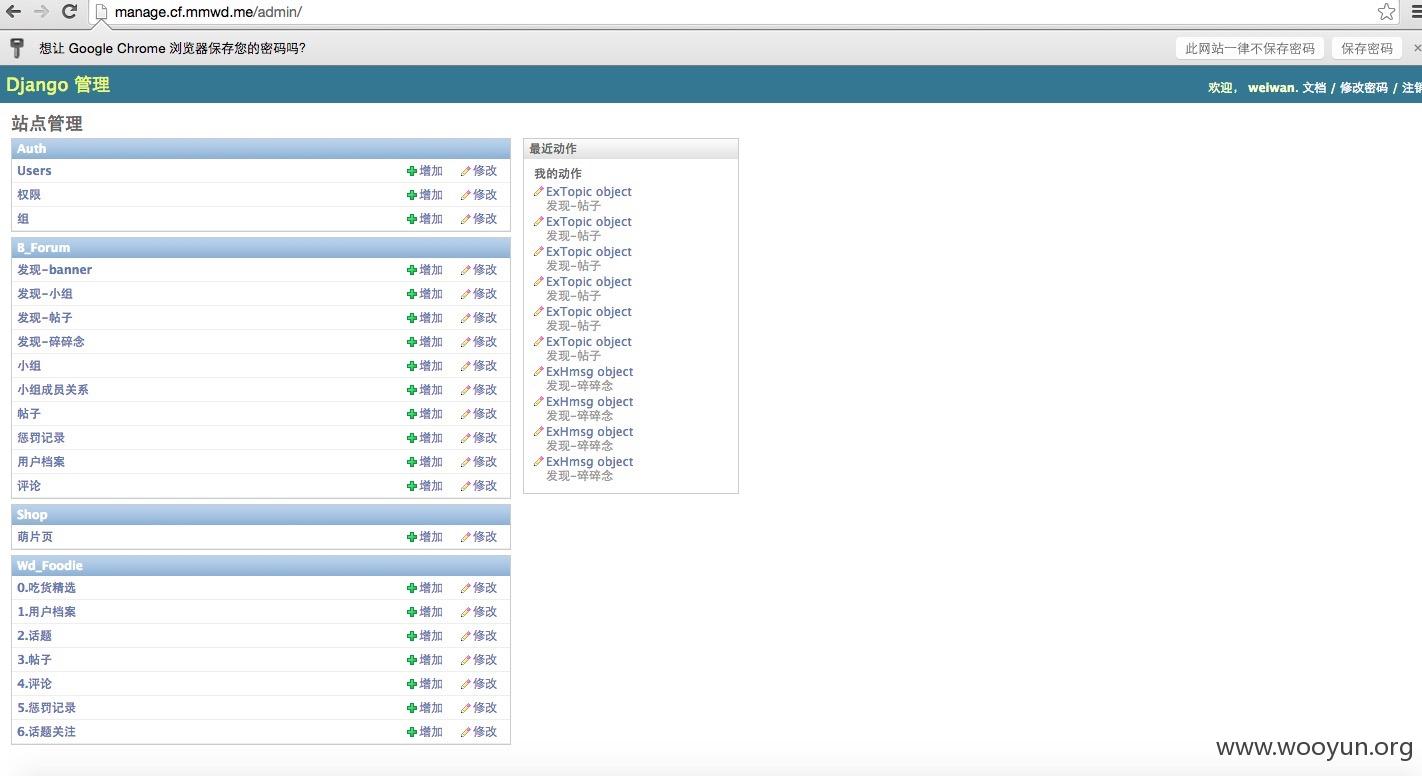 manage.cf.mmwd.me/admin/
想让 Google Chrome 浏览器保存您的密码吗?
此网站一律不保存密码
保存密码
Django 管理
欢迎， weiwan. 文档 / 修改密码 / 注销
站点管理
Auth
Users 增加 修改
权限 增加 修改
组 增加 修改
B_Forum
发现-banner 增加 修改
发现-小组 增加 修改
发现-帖子 增加 修改
发现-碎碎念 增加 修改
小组 增加 修改
小组成员关系 增加 修改
帖子 增加 修改
惩罚记录 增加 修改
用户档案 增加 修改
评论 增加 修改
Shop
萌片页 增加 修改
Wd_Foodie
0.吃货精选 增加 修改
1.用户档案 增加 修改
2.话题 增加 修改
3.帖子 增加 修改
4.评论 增加 修改
5.惩罚记录 增加 修改
6.话题关注 增加 修改
最近动作
我的动作
ExTopic object
发现-帖子
ExTopic object
发现-帖子
ExTopic object
发现-帖子
ExTopic object
发现-帖子
ExTopic object
发现-帖子
ExTopic object
发现-帖子
ExHmsg object
发现-碎碎念
ExHmsg object
发现-碎碎念
ExHmsg object
发现-碎碎念
ExHmsg object
发现-碎碎念
www.wooyun.org